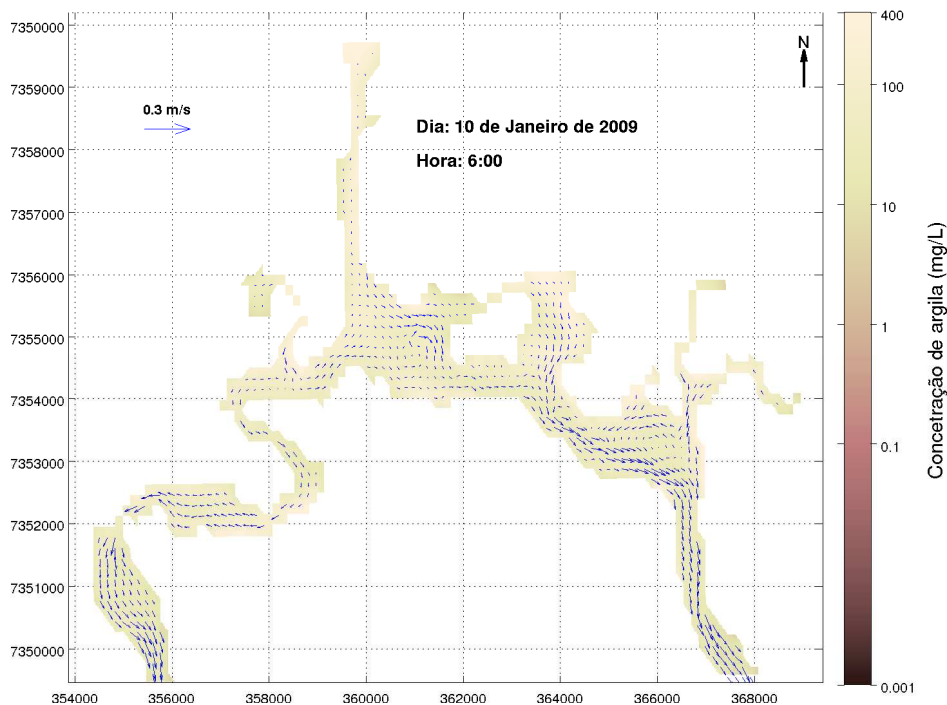 7350000
7359000
7358000
7357000
7356000
7355000
7354000
7353000
7352000
7351000
7350000
354000 356000 358000 360000 362000 364000 366000 368000
0.3 m/s
Dia: 10 de Janeiro de 2009
Hora: 6:00
N
400
100
10
1
0.1
0.001
Concetração de argila (mg/L)